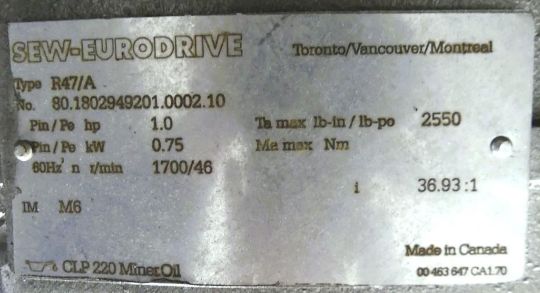 SEW-EURODRIVE Toronto/Vancouver/Montreal
Type R47/A
No. 80.1802949201.0002.10
Pin/Pe hp 1.0 Ta max lb-in / lb-po 2550
Pin/Pe kW 0.75 Ma max Nm
60Hz n r/min 1700/46
i 36.93:1
IM M6
Made in Canada
CLP 220 Miner.Oil 00 463 647 CA1.70